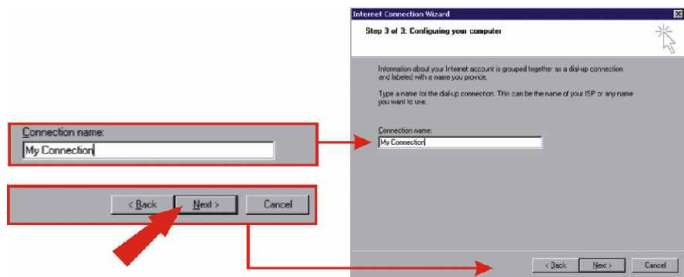 Internet Connection Wizard
Step 3 of 3: Configuring your computer
Information about your Internet account is grouped together as a dial-up connection
and labeled with a name you provide.
Type a name for the dial-up connection. This can be the name of your ISP or any name
you want to use.
Connection name:
My Connection
< Back
Next >
Cancel
Connection name:
My Connection
< Back
Next >
Cancel